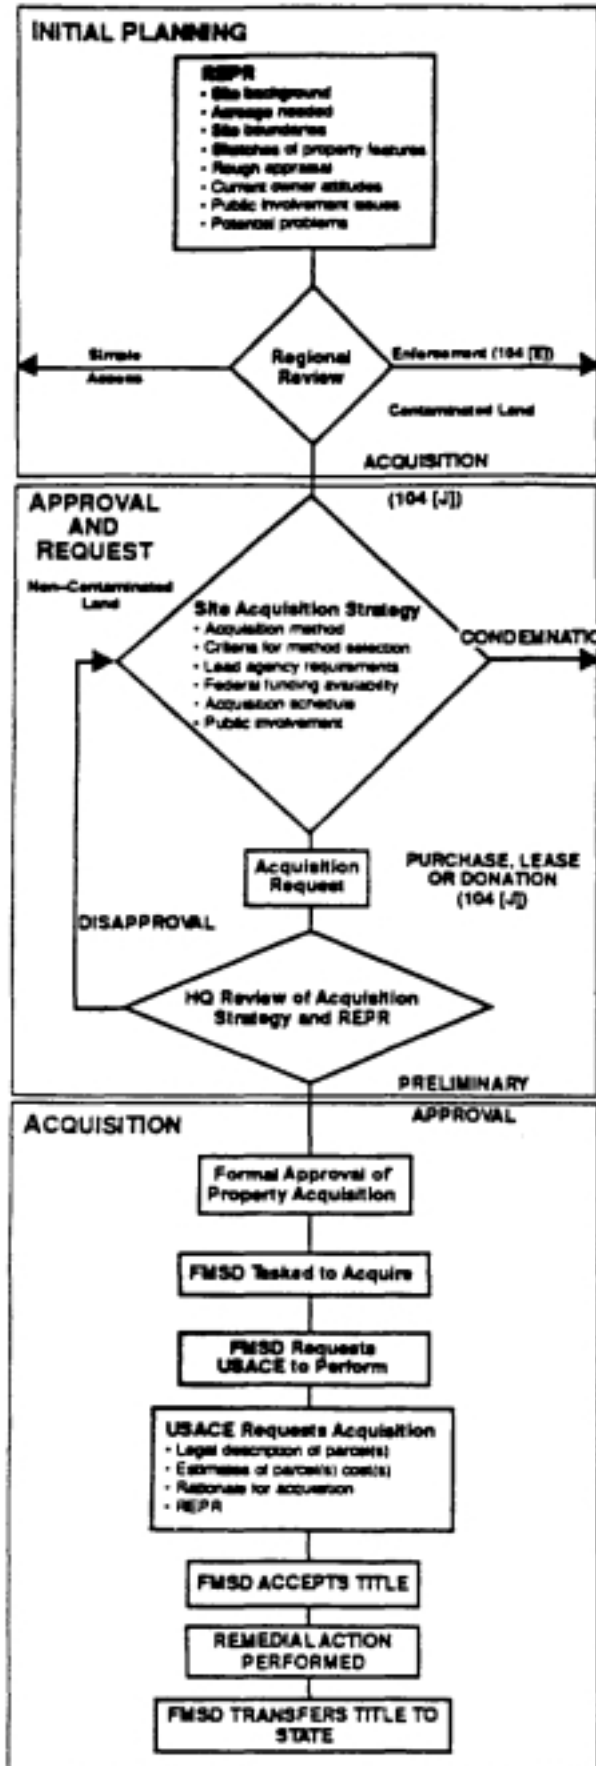 INITIAL PLANNING
REPR
- Site background
- Acreage needed
- Site boundaries
- Sketches of property features
- Rough appraisal
- Current owner attitudes
- Public involvement issues
- Potential problems
Simple
Access
Regional
Review
Enforcement (104 [E])
Contaminated Land
ACQUISITION
(104 [J])
APPROVAL
AND
REQUEST
Non-Contaminated
Land
Site Acquisition Strategy
- Acquisition method
- Criteria for method selection
- Lead agency requirements
- Federal funding availability
- Acquisition schedule
- Public involvement
CONDEMNATIO
Acquisition
Request
PURCHASE, LEASE
OR DONATION
(104 [J])
DISAPPROVAL
HQ Review of Acquisition
Strategy and REPR
PRELIMINARY
APPROVAL
ACQUISITION
Formal Approval of
Property Acquisition
FMSD Tasked to Acquire
FMSD Requests
USACE to Perform
USACE Requests Acquisition
- Legal description of parcel(s)
- Estimates of parcel(s) cost(s)
- Rationale for acquisition
- REPR
FMSD ACCEPTS TITLE
REMEDIAL ACTION
PERFORMED
FMSD TRANSFERS TITLE TO
STATE